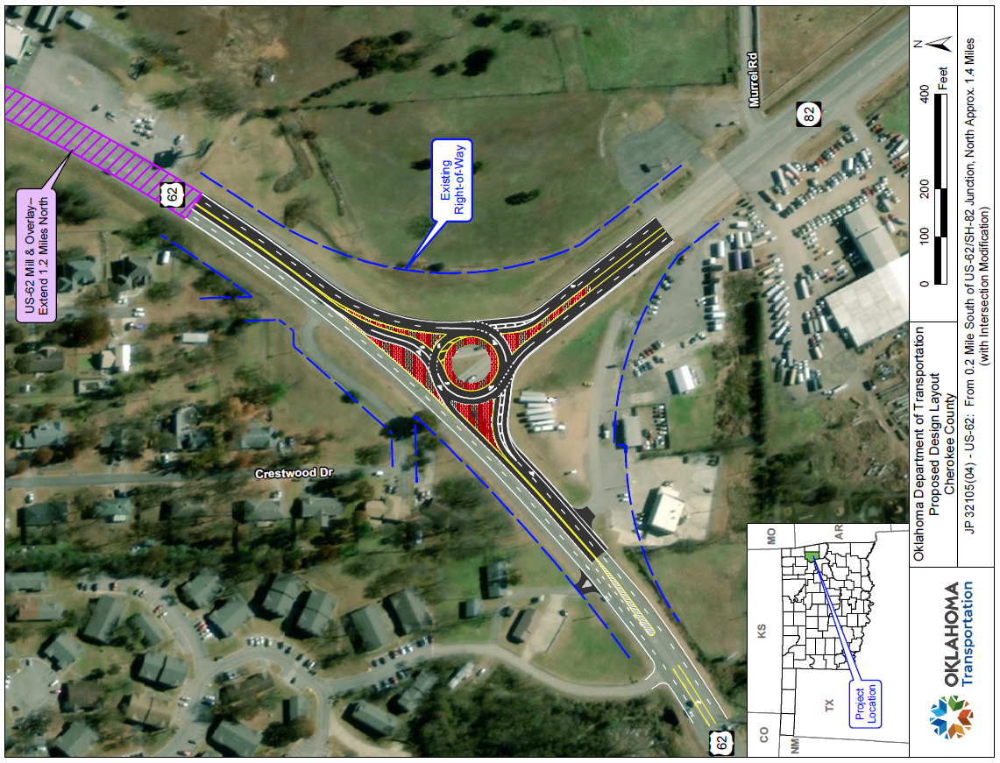 US-62 Mill & Overlay–
Extend 1.2 Miles North
62
Existing
Right-of-Way
Murrel Rd
82
Crestwood Dr
62
N
0 100 200 400
Feet
Oklahoma Department of Transportation
Proposed Design Layout
Cherokee County
JP 32105(04) - US-62: From 0.2 Mile South of US-62/SH-82 Junction, North Approx. 1.4 Miles
(with Intersection Modification)
CO
KS
MO
AR
NM
TX
Project
Location
OKLAHOMA
Transportation